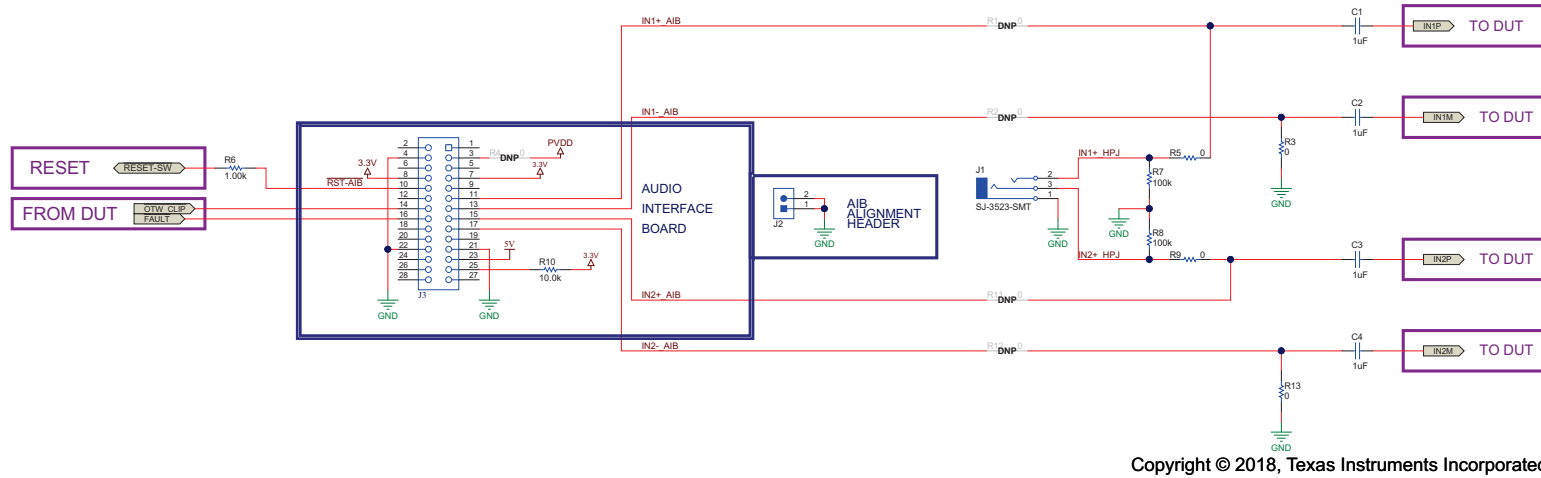 C1
IN1+_AIB R1 DNP 0 IN1P TO DUT
1uF
C2
IN1-_AIB R2 DNP 0 IN1M TO DUT
1uF
R3
0
GND
RESET RESET-SW R6
1.00k
FROM DUT OTW_CLIP
FAULT
3.3V
RST-AIB
R4 DNP 0 PVDD
3.3V
2 1
4 3
6 5
8 7
10 9
12 11
14 13
16 15
18 17
20 19
22 21
24 23
26 25
28 27
J3
5V
R10
10.0k
3.3V
GND
GND
AUDIO
INTERFACE
BOARD
2
1
J2
GND
AIB
ALIGNMENT
HEADER
J1
2
3
1
SJ-3523-SMT
GND
IN1+_HPJ R5 0
R7
100k
GND
R8
100k
IN2+_HPJ R9 0
C3
1uF
IN2P TO DUT
IN2+_AIB R11 DNP 0
C4
IN2-_AIB R12 DNP 0 IN2M TO DUT
1uF
R13
0
GND
Copyright © 2018, Texas Instruments Incorporated